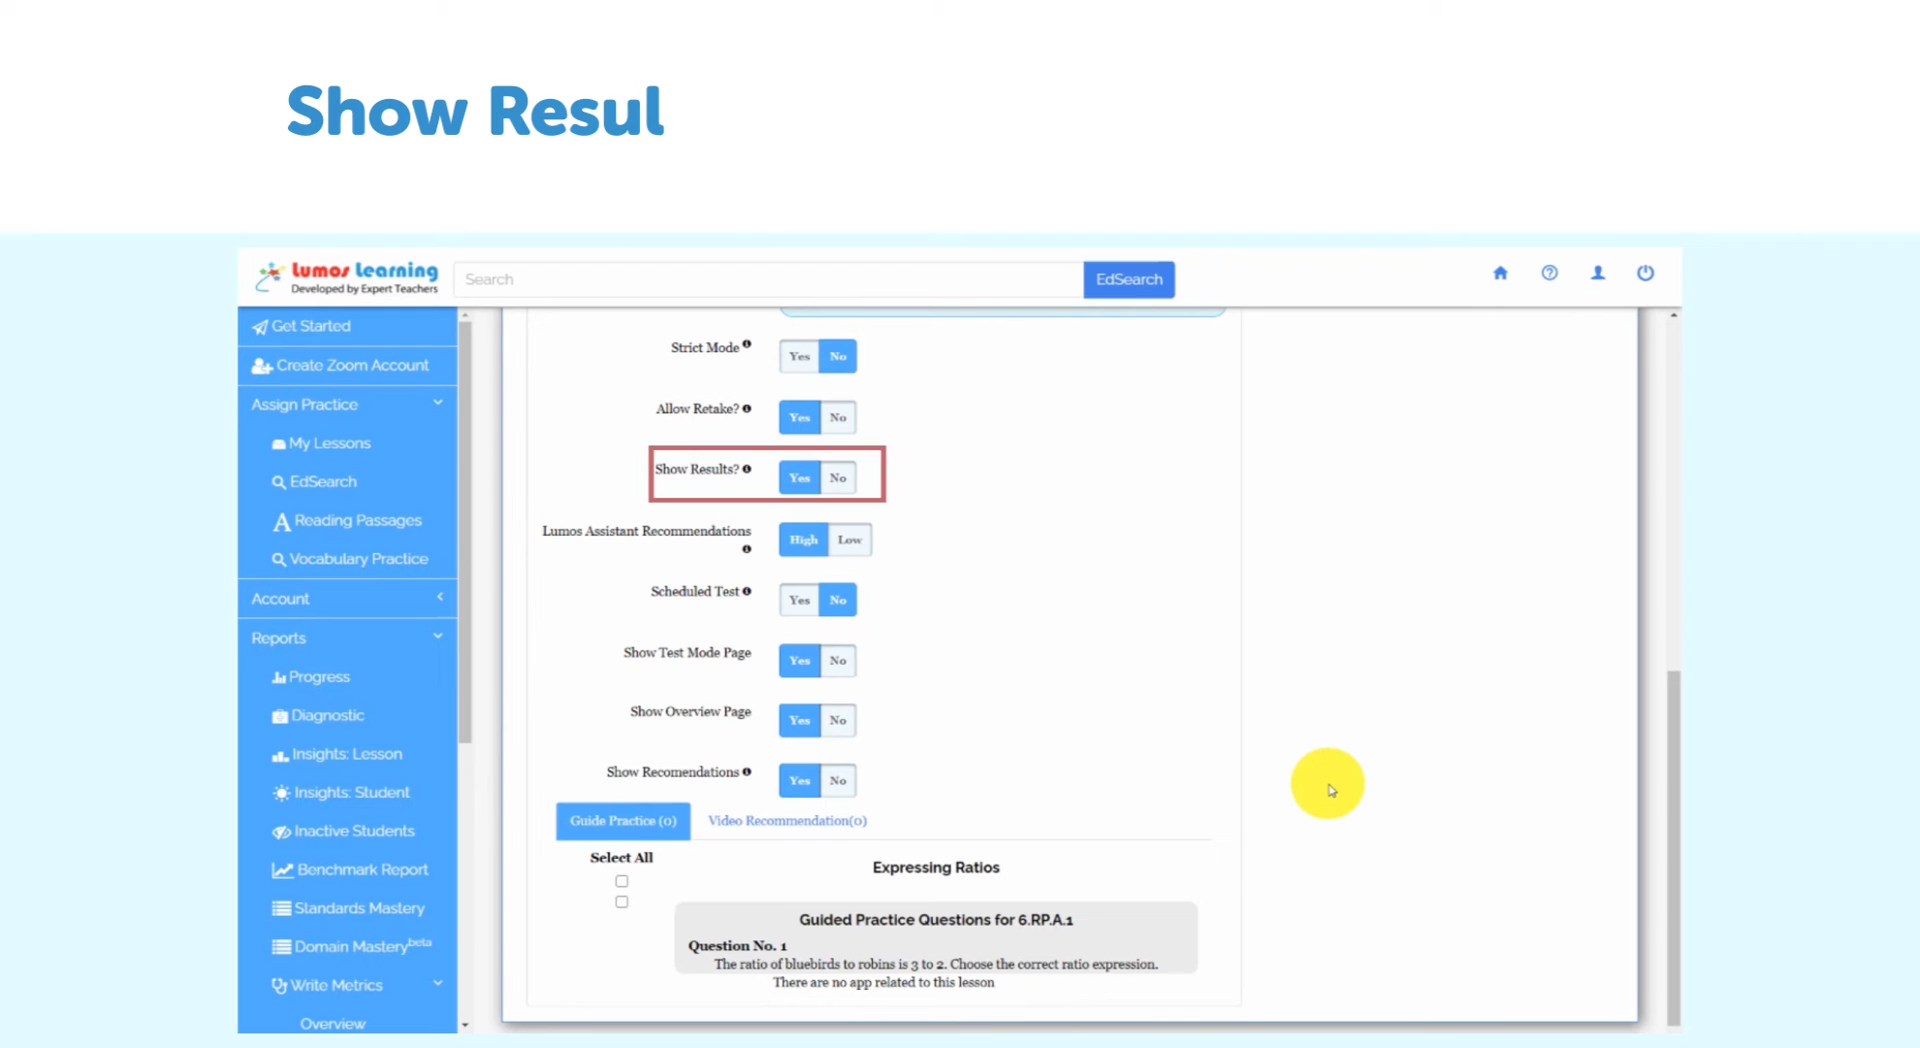 Show Resul
Lumos Learning
Developed by Expert Teachers
Search
EdSearch
Get Started
Create Zoom Account
Assign Practice
My Lessons
EdSearch
Reading Passages
Vocabulary Practice
Account
Reports
Progress
Diagnostic
Insights: Lesson
Insights: Student
Inactive Students
Benchmark Report
Standards Mastery
Domain Mastery beta
Write Metrics
Overview
Strict Mode Yes No
Allow Retake? Yes No
Show Results? Yes No
Lumos Assistant Recommendations High Low
Scheduled Test Yes No
Show Test Mode Page Yes No
Show Overview Page Yes No
Show Recomendations Yes No
Guide Practice (0) Video Recommendation(0)
Select All
Expressing Ratios
Guided Practice Questions for 6.RP.A.1
Question No. 1
The ratio of bluebirds to robins is 3 to 2. Choose the correct ratio expression.
There are no app related to this lesson